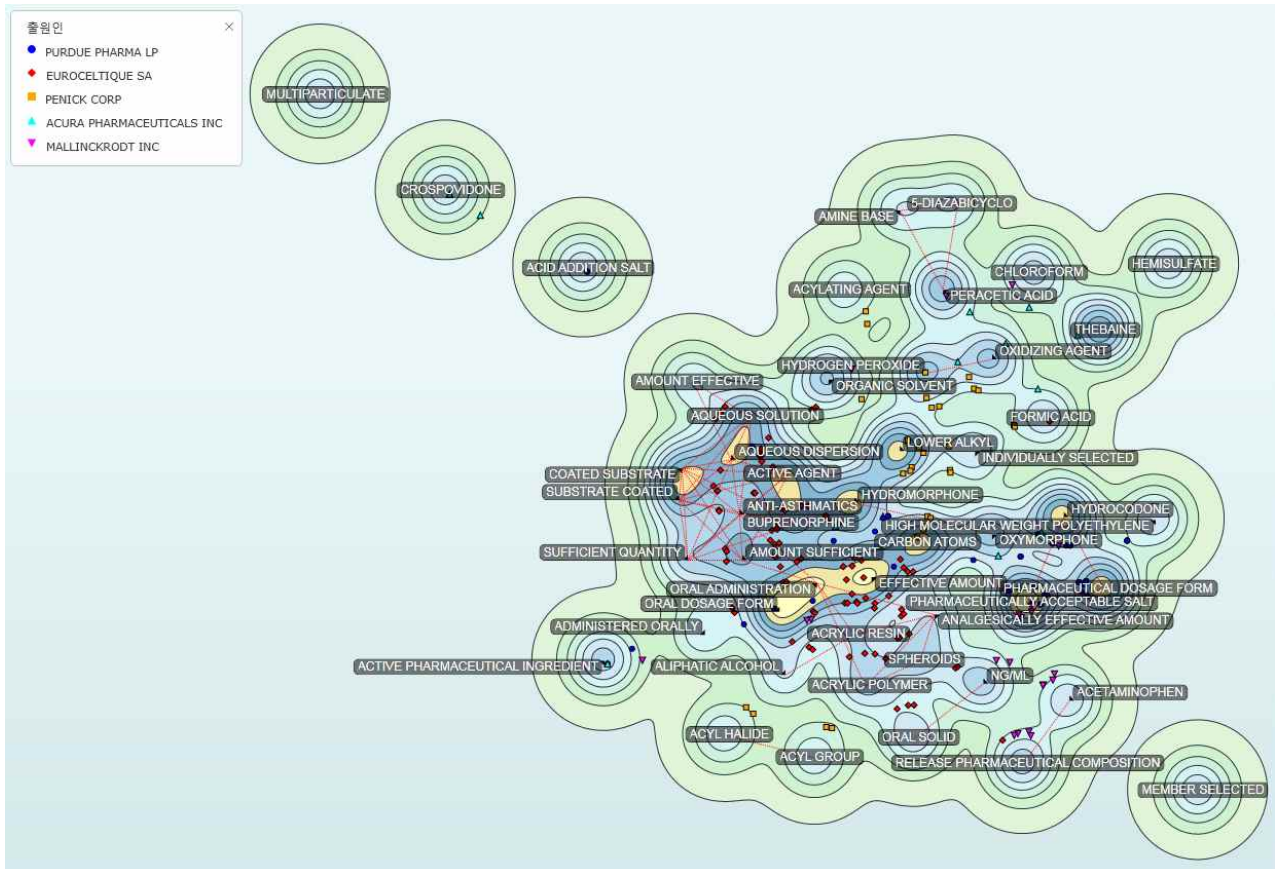 출원인
PURDUE PHARMA LP
EUROCELTIQUE SA
PENICK CORP
ACURA PHARMACEUTICALS INC
MALLINCKRODT INC
MULTIPARTICULATE
CROSPOVIDONE
ACID ADDITION SALT
5-DIAZABICYCLO
AMINE BASE
HEMISULFATE
CHLOROFORM
ACYLATING AGENT
PERACETIC ACID
THEBAINE
OXIDIZING AGENT
HYDROGEN PEROXIDE
AMOUNT EFFECTIVE
ORGANIC SOLVENT
AQUEOUS SOLUTION
FORMIC ACID
LOWER ALKYL
AQUEOUS DISPERSION
INDIVIDUALLY SELECTED
COATED SUBSTRATE
ACTIVE AGENT
SUBSTRATE COATED
HYDROMORPHONE
ANTI-ASTHMATICS
HYDROCODONE
BUPRENORPHINE
HIGH MOLECULAR WEIGHT POLYETHYLENE
CARBON ATOMS
OXYMORPHONE
SUFFICIENT QUANTITY
AMOUNT SUFFICIENT
EFFECTIVE AMOUNT
PHARMACEUTICAL DOSAGE FORM
ORAL ADMINISTRATION
ORAL DOSAGE FORM
PHARMACEUTICALLY ACCEPTABLE SALT
ANALGESICALLY EFFECTIVE AMOUNT
ADMINISTERED ORALLY
ACRYLIC RESIN
SPHEROIDS
ACTIVE PHARMACEUTICAL INGREDIENT
ALIPHATIC ALCOHOL
NG/ML
ACRYLIC POLYMER
ACETAMINOPHEN
ACYL HALIDE
ORAL SOLID
ACYL GROUP
RELEASE PHARMACEUTICAL COMPOSITION
MEMBER SELECTED